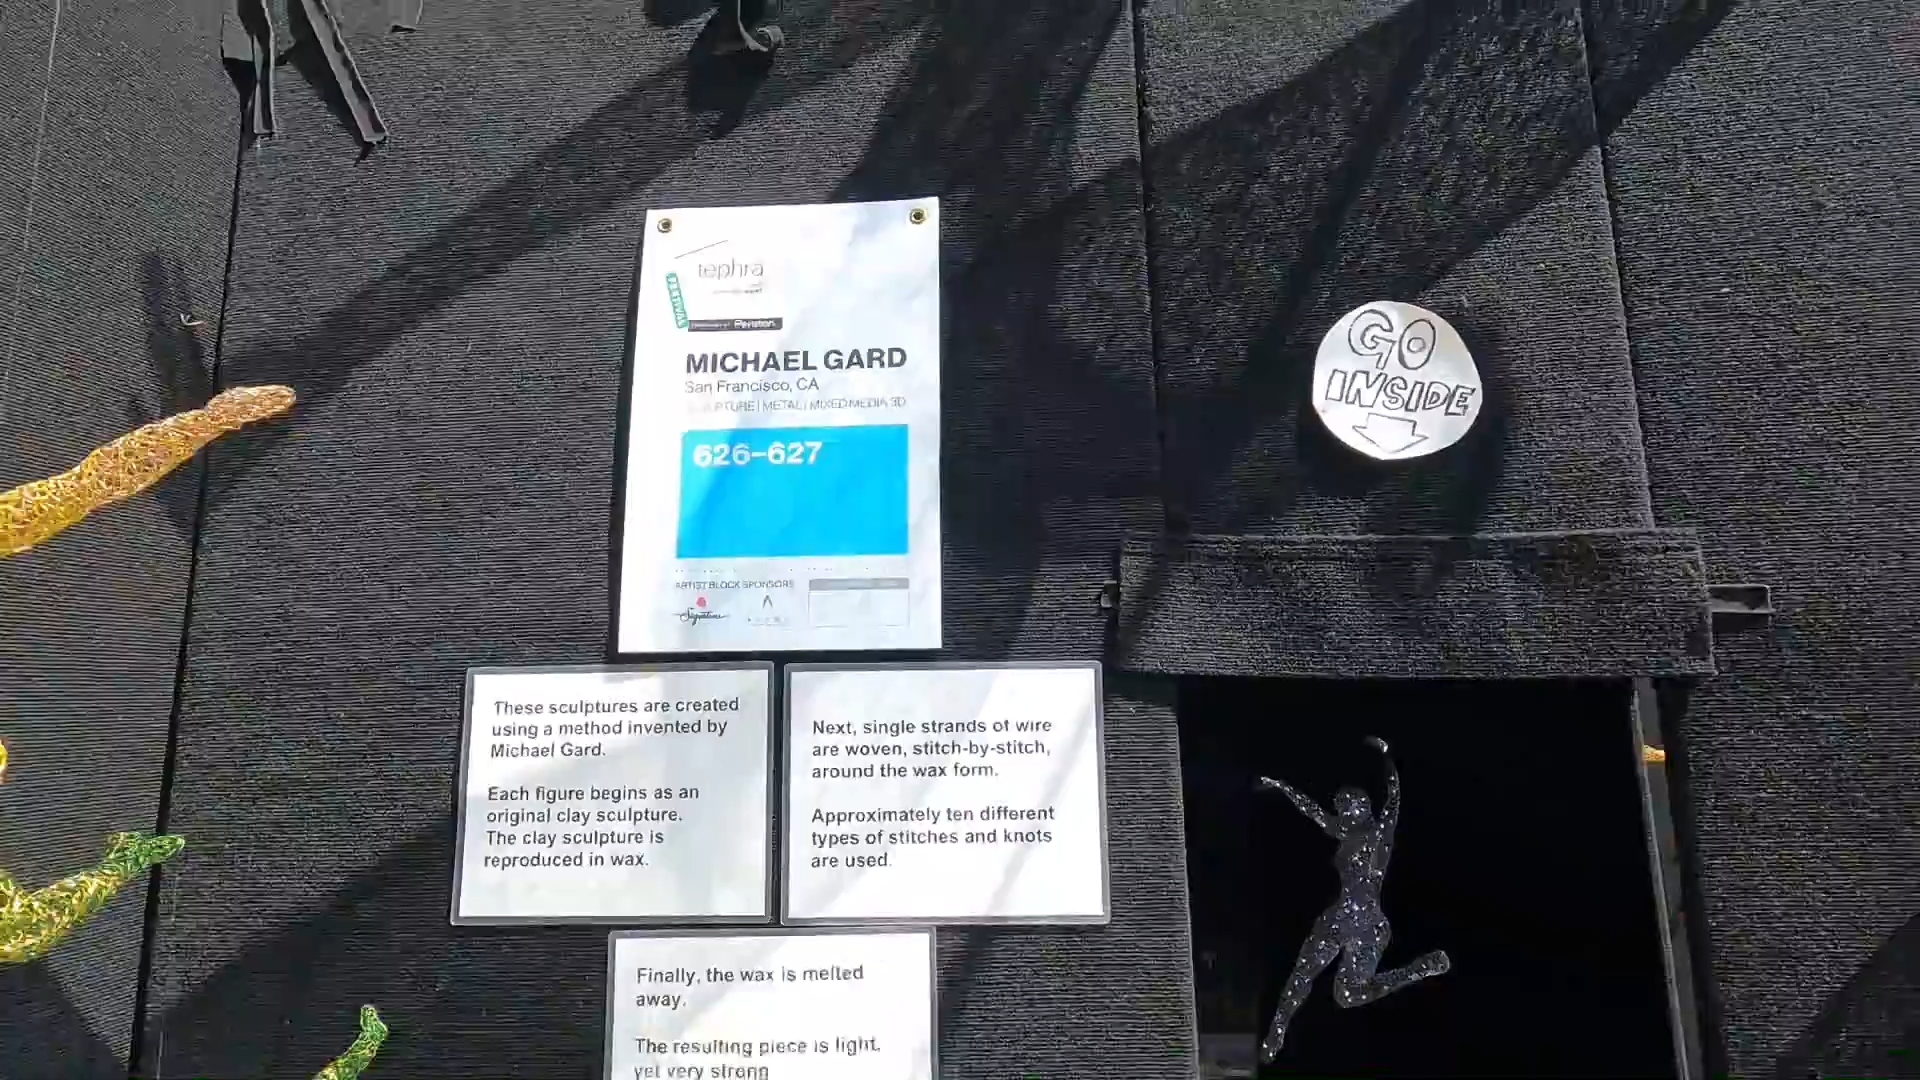 tephra
FESTIVAL
MICHAEL GARD
San Francisco, CA
SCULPTURE | METAL | MIXED MEDIA 3D
626–627
ARTIST BLOCK SPONSORS
Signature
GO
INSIDE
These sculptures are created
using a method invented by
Michael Gard.
Each figure begins as an
original clay sculpture.
The clay sculpture is
reproduced in wax.
Next, single strands of wire
are woven, stitch-by-stitch,
around the wax form.
Approximately ten different
types of stitches and knots
are used.
Finally, the wax is melted
away.
The resulting piece is light,
yet very strong